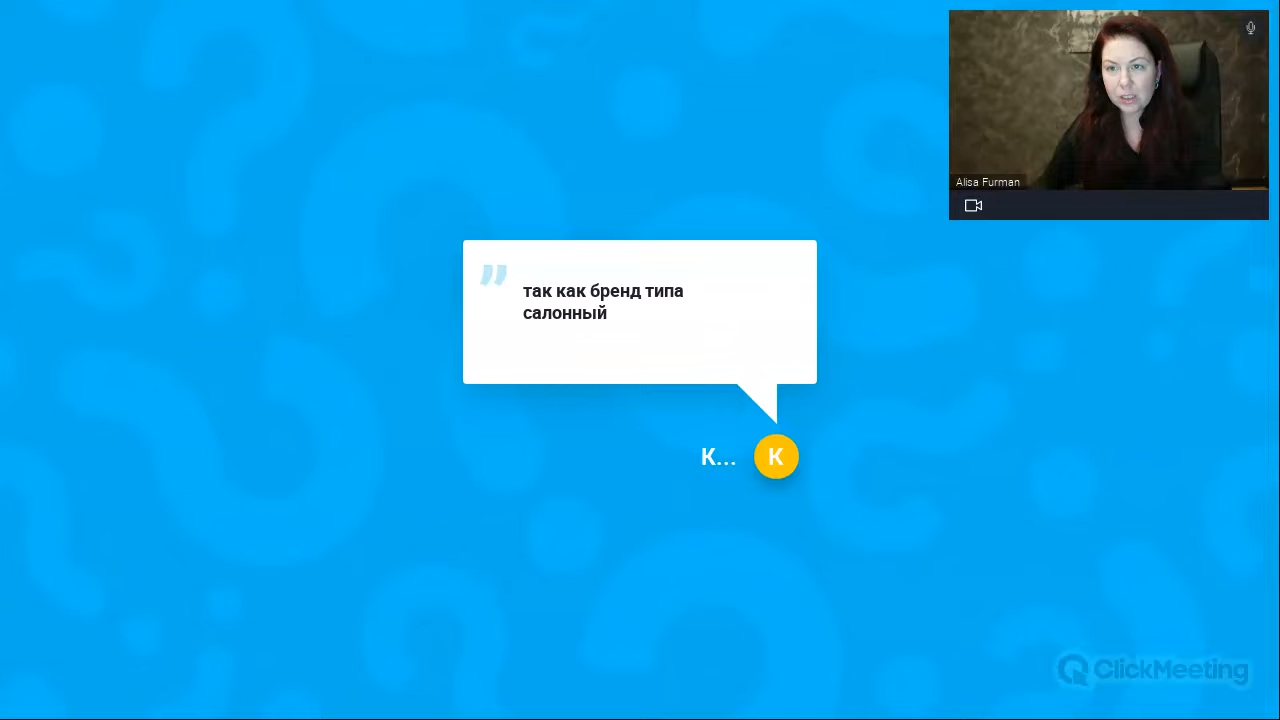 Alisa Furman
так как бренд типа
салонный
К...
К
ClickMeeting